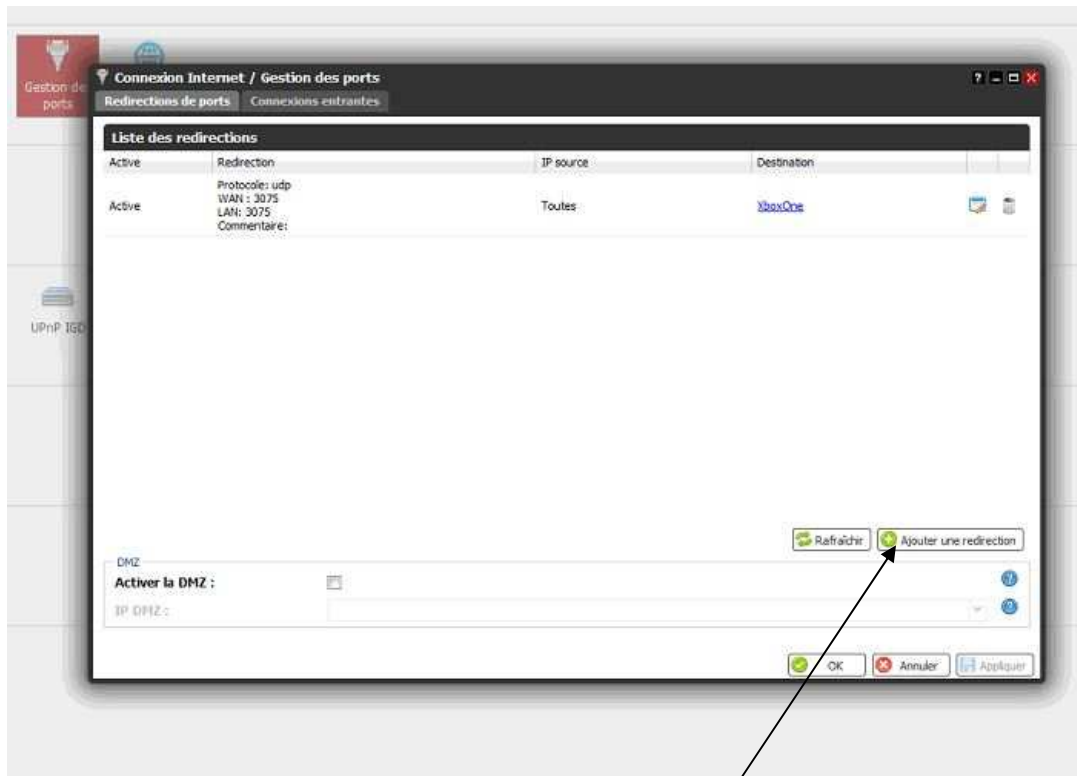 Gestion de
ports
Connexion Internet / Gestion des ports
Redirections de ports Connexions entrantes
Liste des redirections
Active Redirection IP source Destination
Active
Protocole: udp
WAN : 3075
LAN: 3075
Commentaire:
Toutes
XboxOne
UPnP IGD
Rafraîchir Ajouter une redirection
DMZ
Activer la DMZ :
IP DMZ :
OK Annuler Appliquer